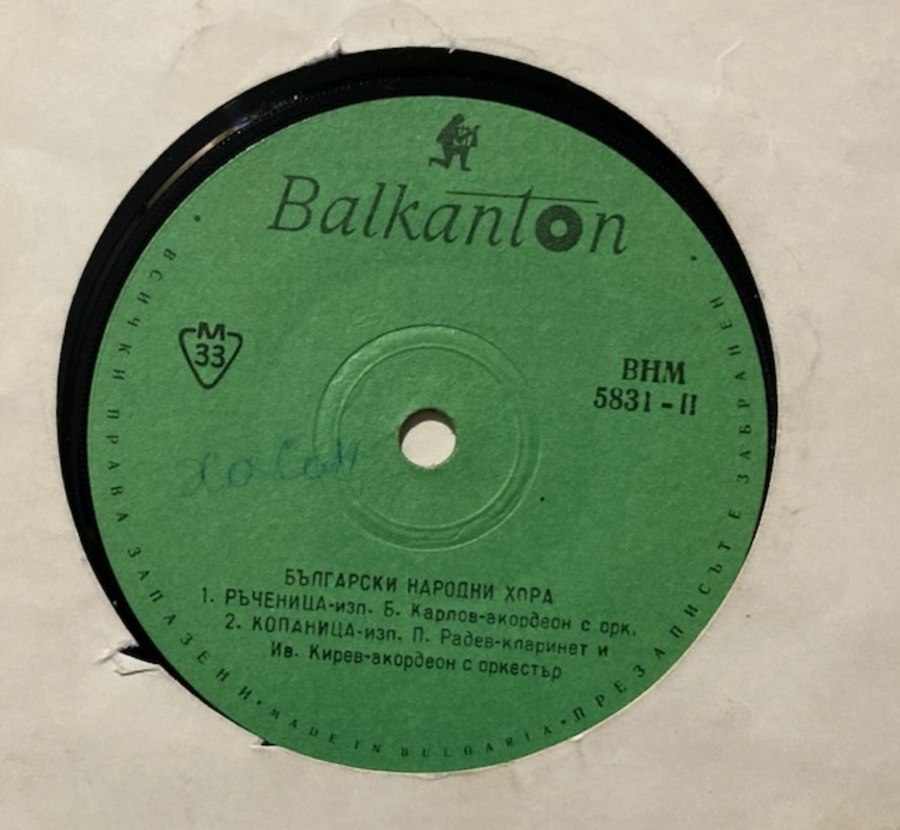 Balkanton
M
33
ВНМ
5831 - II
БЪЛГАРСКИ НАРОДНИ ХОРА
1. РЪЧЕНИЦА-изп. Б. Карлов-акордеон с орк.
2. КОПАНИЦА-изп. П. Радев-кларинет и
Ив. Кирев-акордеон с оркестър
ВСИЧКИ ПРАВА ЗАПАЗЕНИ • MADE IN BULGARIA • ПРЕЗАПИСЪТ Е ЗАБРАНЕН